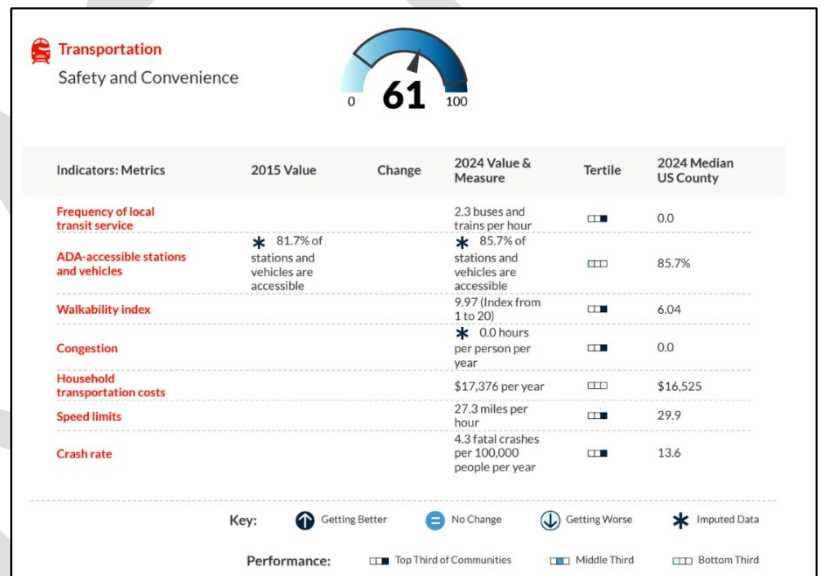 Transportation
Safety and Convenience
0 61 100
Indicators: Metrics 2015 Value Change 2024 Value & Measure Tertile 2024 Median US County
Frequency of local transit service 2.3 buses and trains per hour 0.0
ADA-accessible stations and vehicles * 81.7% of stations and vehicles are accessible * 85.7% of stations and vehicles are accessible 85.7%
Walkability index 9.97 (Index from 1 to 20) 6.04
Congestion * 0.0 hours per person per year 0.0
Household transportation costs $17,376 per year $16,525
Speed limits 27.3 miles per hour 29.9
Crash rate 4.3 fatal crashes per 100,000 people per year 13.6
Key: Getting Better No Change Getting Worse * Imputed Data
Performance: Top Third of Communities Middle Third Bottom Third